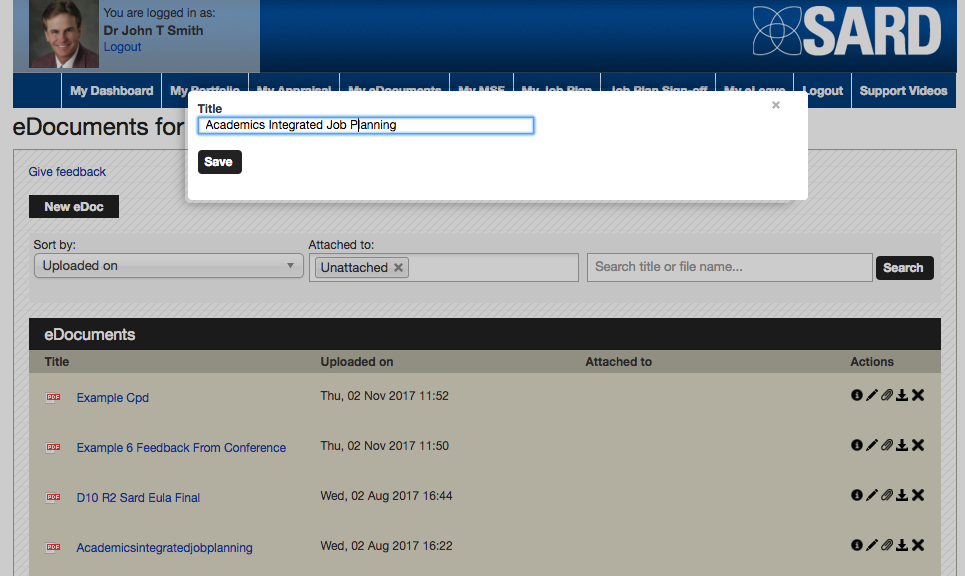 You are logged in as:
Dr John T Smith
Logout
SARD
My Dashboard
My Portfolio
My Appraisal
My eDocuments
My MSF
My Job Plan
Job Plan Sign-off
My eLeave
Logout
Support Videos
Title
×
Academics Integrated Job Planning
Save
eDocuments for
Give feedback
New eDoc
Sort by:
Attached to:
Uploaded on
Unattached
Search title or file name...
Search
eDocuments
Title Uploaded on Attached to Actions
PDF Example Cpd Thu, 02 Nov 2017 11:52
PDF Example 6 Feedback From Conference Thu, 02 Nov 2017 11:50
PDF D10 R2 Sard Eula Final Wed, 02 Aug 2017 16:44
PDF Academicsintegratedjobplanning Wed, 02 Aug 2017 16:22